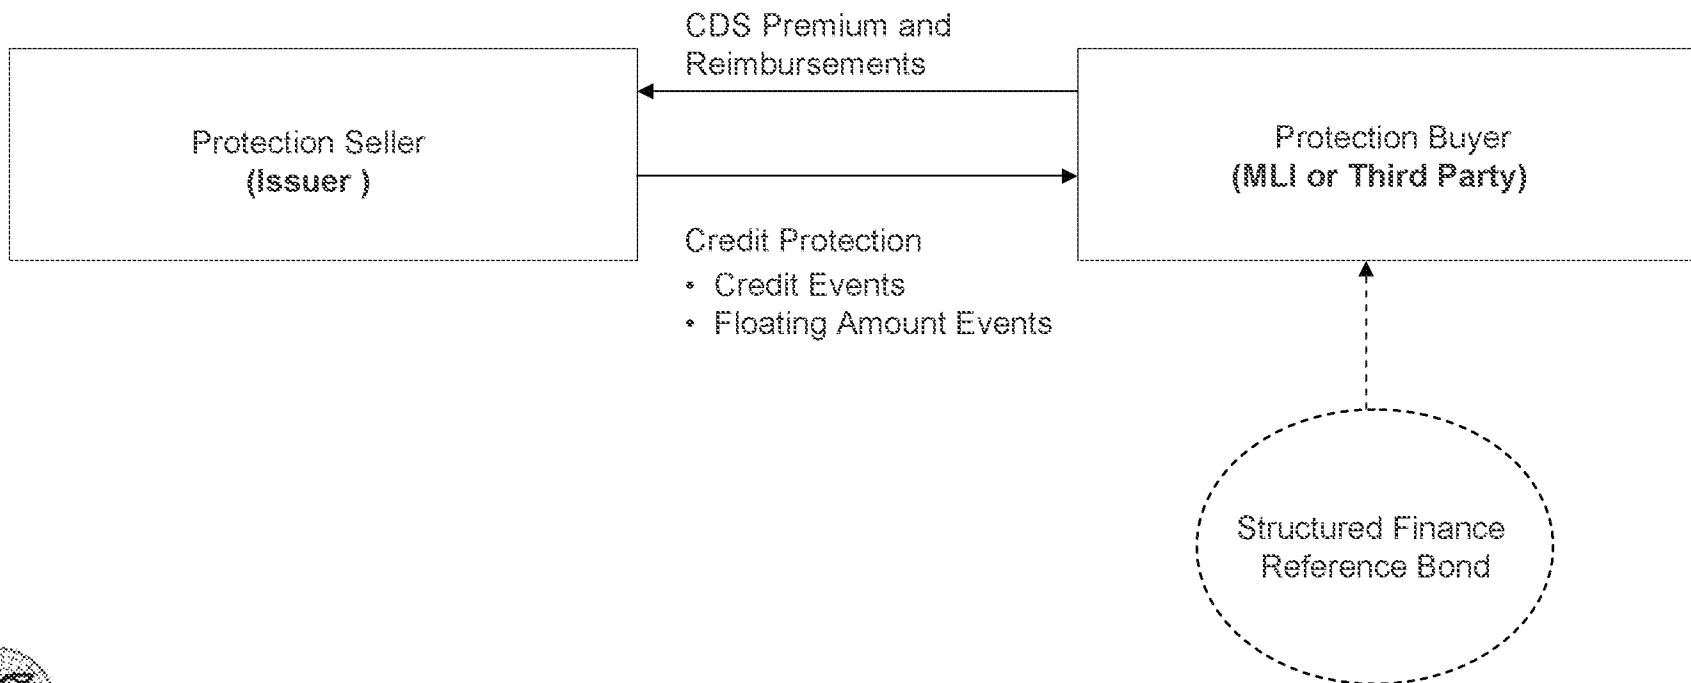 CDS Premium and
Reimbursements
Protection Seller
(Issuer )
Protection Buyer
(MLI or Third Party)
Credit Protection
• Credit Events
• Floating Amount Events
Structured Finance
Reference Bond